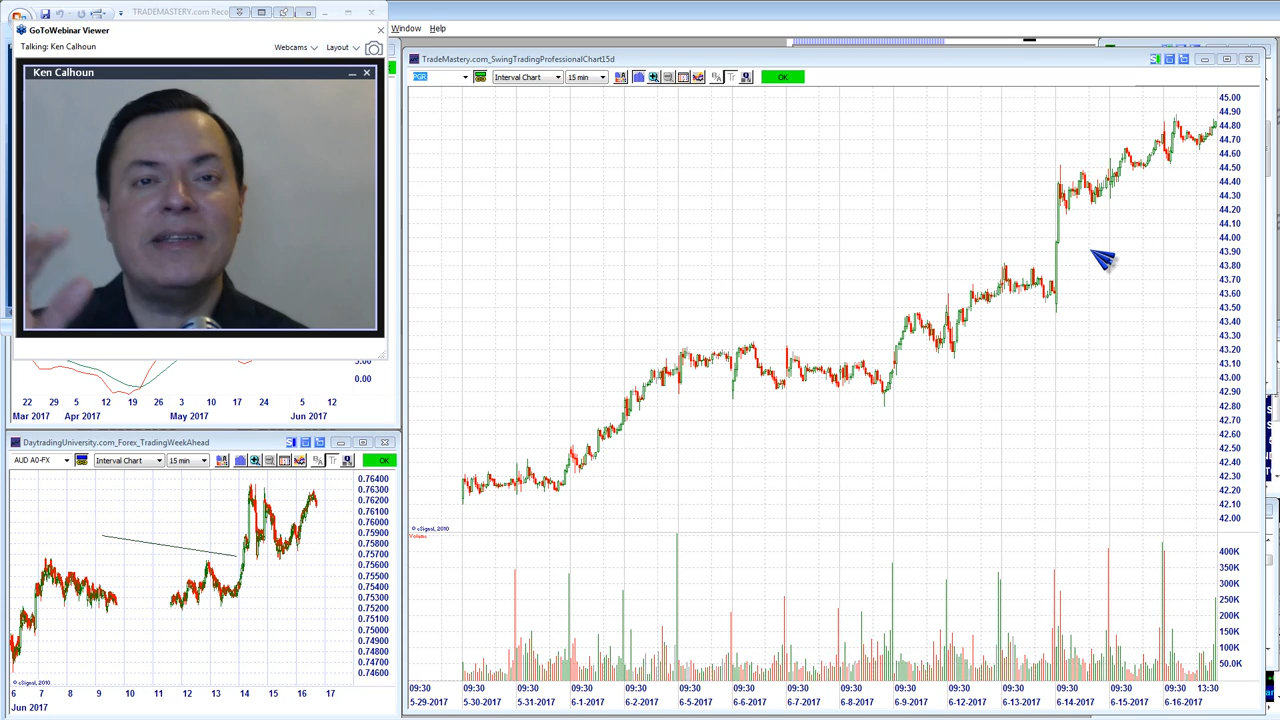 TRADEMASTERY.com Reco
GoToWebinar Viewer
Talking: Ken Calhoun
Webcams
Layout
Ken Calhoun
Window Help
TradeMastery.com_SwingTradingProfessionalChart15d
PGR
Interval Chart
15 min
Tr
OK
45.00
44.90
44.80
44.70
44.60
44.50
44.40
44.30
44.20
44.10
44.00
43.90
43.80
43.70
43.60
43.50
43.40
43.30
43.20
43.10
43.00
42.90
42.80
42.70
42.60
42.50
42.40
42.30
42.20
42.10
42.00
© eSignal, 2010
Volume
400K
350K
300K
250K
200K
150K
100K
50.0K
09:30 09:30 09:30 09:30 09:30 09:30 09:30 09:30 09:30 09:30 09:30 09:30 09:30 09:30 13:30
5-29-2017 5-30-2017 5-31-2017 6-1-2017 6-2-2017 6-5-2017 6-6-2017 6-7-2017 6-8-2017 6-9-2017 6-12-2017 6-13-2017 6-14-2017 6-15-2017 6-16-2017
0.00
22 29 5 12 19 26 3 10 17 24 5 12
Mar 2017 Apr 2017 May 2017 Jun 2017
DaytradingUniversity.com_Forex_TradingWeekAhead
AUD A0-FX
Interval Chart
15 min
Tr
OK
0.76400
0.76300
0.76200
0.76100
0.76000
0.75900
0.75800
0.75700
0.75600
0.75500
0.75400
0.75300
0.75200
0.75100
0.75000
0.74900
0.74800
0.74700
0.74600
© eSignal, 2010
6 7 8 9 10 11 12 13 14 15 16 17
Jun 2017